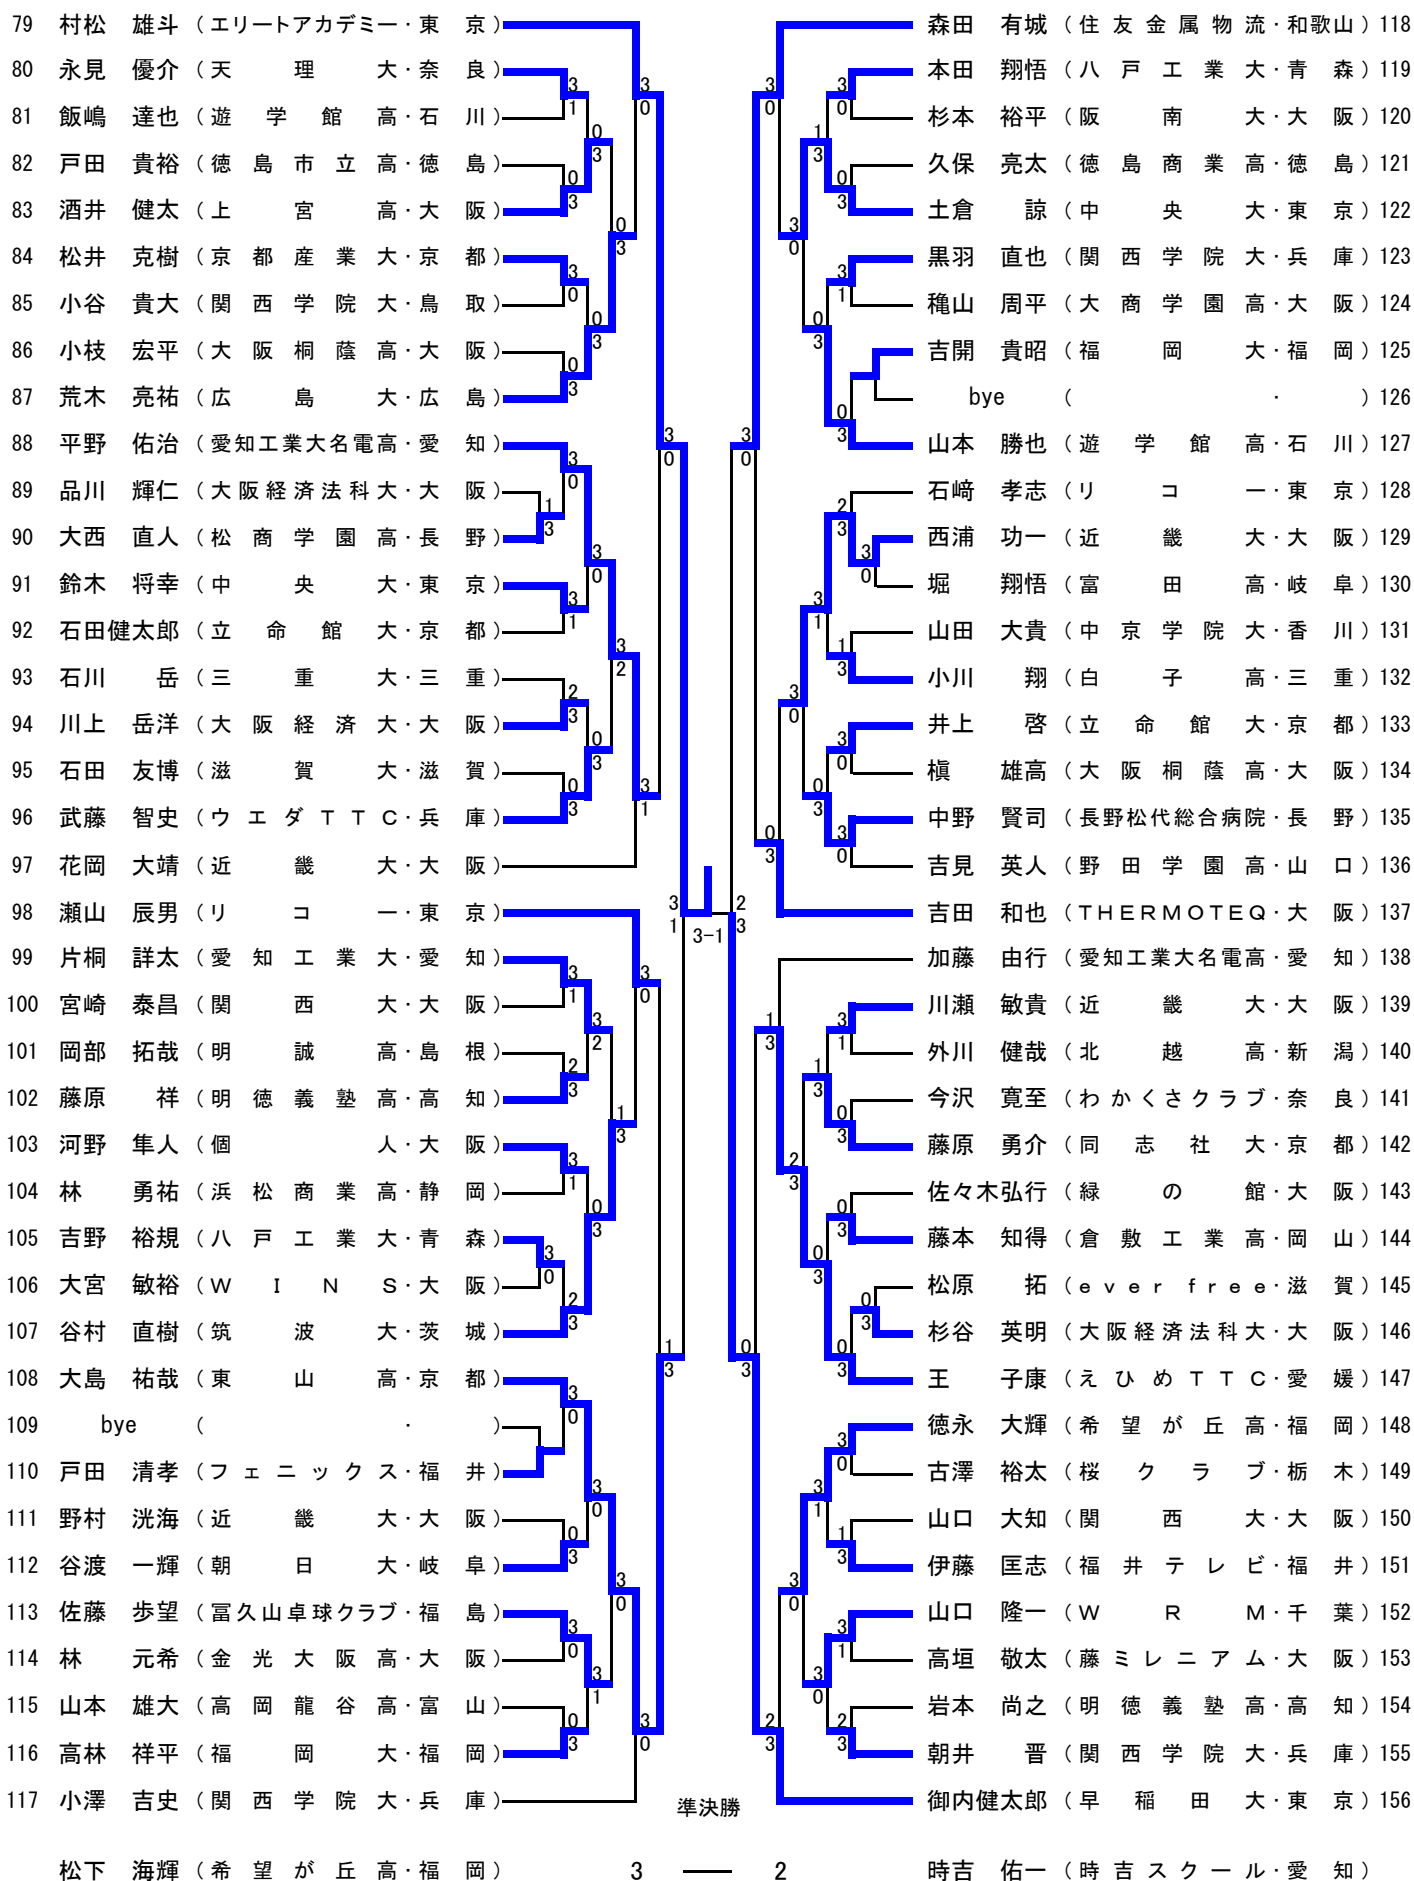 79 村松 雄斗 (エリートアカデミー・東 京)
80 永見 優介 (天 理 大・奈 良)
81 飯嶋 達也 (遊 学 館 高・石 川)
82 戸田 貴裕 (徳 島 市 立 高・徳 島)
83 酒井 健太 (上 宮 高・大 阪)
84 松井 克樹 (京 都 産 業 大・京 都)
85 小谷 貴大 (関 西 学 院 大・鳥 取)
86 小枝 宏平 (大 阪 桐 蔭 高・大 阪)
87 荒木 亮祐 (広 島 大・広 島)
88 平野 佑治 (愛知工業大名電高・愛 知)
89 品川 輝仁 (大阪経済法科大・大 阪)
90 大西 直人 (松 商 学 園 高・長 野)
91 鈴木 将幸 (中 央 大・東 京)
92 石田健太郎 (立 命 館 大・京 都)
93 石川 岳 (三 重 大・三 重)
94 川上 岳洋 (大 阪 経 済 大・大 阪)
95 石田 友博 (滋 賀 大・滋 賀)
96 武藤 智史 (ウ エ ダ T T C・兵 庫)
97 花岡 大靖 (近 畿 大・大 阪)
98 瀬山 辰男 (リ コ ー・東 京)
99 片桐 詳太 (愛 知 工 業 大・愛 知)
100 宮崎 泰昌 (関 西 大・大 阪)
101 岡部 拓哉 (明 誠 高・島 根)
102 藤原 祥 (明 徳 義 塾 高・高 知)
103 河野 隼人 (個 人・大 阪)
104 林 勇祐 (浜 松 商 業 高・静 岡)
105 吉野 裕規 (八 戸 工 業 大・青 森)
106 大宮 敏裕 (W I N S・大 阪)
107 谷村 直樹 (筑 波 大・茨 城)
108 大島 祐哉 (東 山 高・京 都)
109 bye ( ・ )
110 戸田 清孝 (フ ェ ニ ッ ク ス・福 井)
111 野村 洸海 (近 畿 大・大 阪)
112 谷渡 一輝 (朝 日 大・岐 阜)
113 佐藤 歩望 (冨久山卓球クラブ・福 島)
114 林 元希 (金 光 大 阪 高・大 阪)
115 山本 雄大 (高 岡 龍 谷 高・富 山)
116 高林 祥平 (福 岡 大・福 岡)
117 小澤 吉史 (関 西 学 院 大・兵 庫)
森田 有城 (住 友 金 属 物 流・和歌山) 118
本田 翔悟 (八 戸 工 業 大・青 森) 119
杉本 裕平 (阪 南 大・大 阪) 120
久保 亮太 (徳 島 商 業 高・徳 島) 121
土倉 諒 (中 央 大・東 京) 122
黒羽 直也 (関 西 学 院 大・兵 庫) 123
穐山 周平 (大 商 学 園 高・大 阪) 124
吉開 貴昭 (福 岡 大・福 岡) 125
bye ( ・ ) 126
山本 勝也 (遊 学 館 高・石 川) 127
石﨑 孝志 (リ コ ー・東 京) 128
西浦 功一 (近 畿 大・大 阪) 129
堀 翔悟 (富 田 高・岐 阜) 130
山田 大貴 (中 京 学 院 大・香 川) 131
小川 翔 (白 子 高・三 重) 132
井上 啓 (立 命 館 大・京 都) 133
槇 雄高 (大 阪 桐 蔭 高・大 阪) 134
中野 賢司 (長野松代総合病院・長 野) 135
吉見 英人 (野 田 学 園 高・山 口) 136
吉田 和也 (THERMOTEQ・大 阪) 137
加藤 由行 (愛知工業大名電高・愛 知) 138
川瀬 敏貴 (近 畿 大・大 阪) 139
外川 健哉 (北 越 高・新 潟) 140
今沢 寛至 (わかくさクラブ・奈 良) 141
藤原 勇介 (同 志 社 大・京 都) 142
佐々木弘行 (緑 の 館・大 阪) 143
藤本 知得 (倉 敷 工 業 高・岡 山) 144
松原 拓 (e v e r f r e e・滋 賀) 145
杉谷 英明 (大阪経済法科大・大 阪) 146
王 子康 (え ひ め T T C・愛 媛) 147
徳永 大輝 (希 望 が 丘 高・福 岡) 148
古澤 裕太 (桜 ク ラ ブ・栃 木) 149
山口 大知 (関 西 大・大 阪) 150
伊藤 匡志 (福 井 テ レ ビ・福 井) 151
山口 隆一 (W R M・千 葉) 152
高垣 敬太 (藤 ミ レ ニ ア ム・大 阪) 153
岩本 尚之 (明 徳 義 塾 高・高 知) 154
朝井 晋 (関 西 学 院 大・兵 庫) 155
御内健太郎 (早 稲 田 大・東 京) 156
3-1
準決勝
松下 海輝 (希 望 が 丘 高・福 岡) 3 ― 2 時吉 佑一 (時 吉 ス ク ー ル・愛 知)